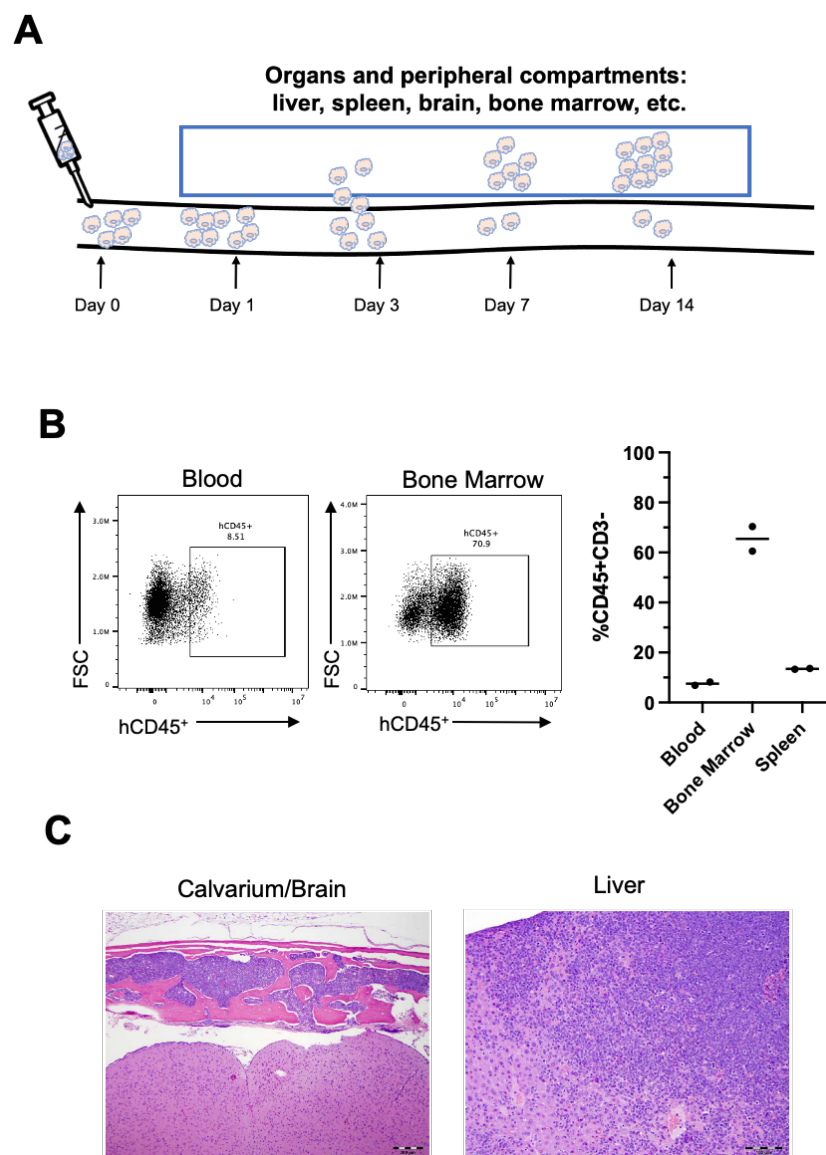 A
Organs and peripheral compartments:
liver, spleen, brain, bone marrow, etc.
Day 0
Day 1
Day 3
Day 7
Day 14
B
Blood
hCD45+
8.51
3.0M
2.0M
1.0M
0
0
10^4
10^5
10^7
FSC
hCD45⁺
Bone Marrow
hCD45+
70.9
4.0M
3.0M
2.0M
1.0M
0
0
10^4
10^5
10^7
FSC
hCD45⁺
%CD45+CD3-
100
80
60
40
20
0
Blood
Bone Marrow
Spleen
C
Calvarium/Brain
Liver